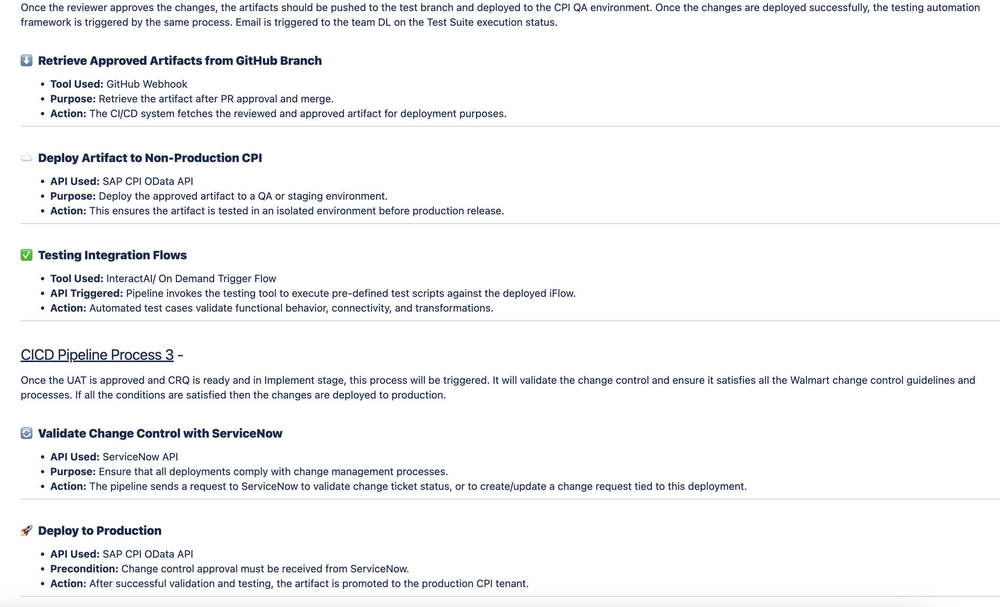 Once the reviewer approves the changes, the artifacts should be pushed to the test branch and deployed to the CPI QA environment. Once the changes are deployed successfully, the testing automation
framework is triggered by the same process. Email is triggered to the team DL on the Test Suite execution status.
⬇️ Retrieve Approved Artifacts from GitHub Branch
• Tool Used: GitHub Webhook
• Purpose: Retrieve the artifact after PR approval and merge.
• Action: The CI/CD system fetches the reviewed and approved artifact for deployment purposes.
☁️ Deploy Artifact to Non-Production CPI
• API Used: SAP CPI OData API
• Purpose: Deploy the approved artifact to a QA or staging environment.
• Action: This ensures the artifact is tested in an isolated environment before production release.
✅ Testing Integration Flows
• Tool Used: InteractAI/ On Demand Trigger Flow
• API Triggered: Pipeline invokes the testing tool to execute pre-defined test scripts against the deployed iFlow.
• Action: Automated test cases validate functional behavior, connectivity, and transformations.
CICD Pipeline Process 3 -
Once the UAT is approved and CRQ is ready and in Implement stage, this process will be triggered. It will validate the change control and ensure it satisfies all the Walmart change control guidelines and
processes. If all the conditions are satisfied then the changes are deployed to production.
🔄 Validate Change Control with ServiceNow
• API Used: ServiceNow API
• Purpose: Ensure that all deployments comply with change management processes.
• Action: The pipeline sends a request to ServiceNow to validate change ticket status, or to create/update a change request tied to this deployment.
🚀 Deploy to Production
• API Used: SAP CPI OData API
• Precondition: Change control approval must be received from ServiceNow.
• Action: After successful validation and testing, the artifact is promoted to the production CPI tenant.